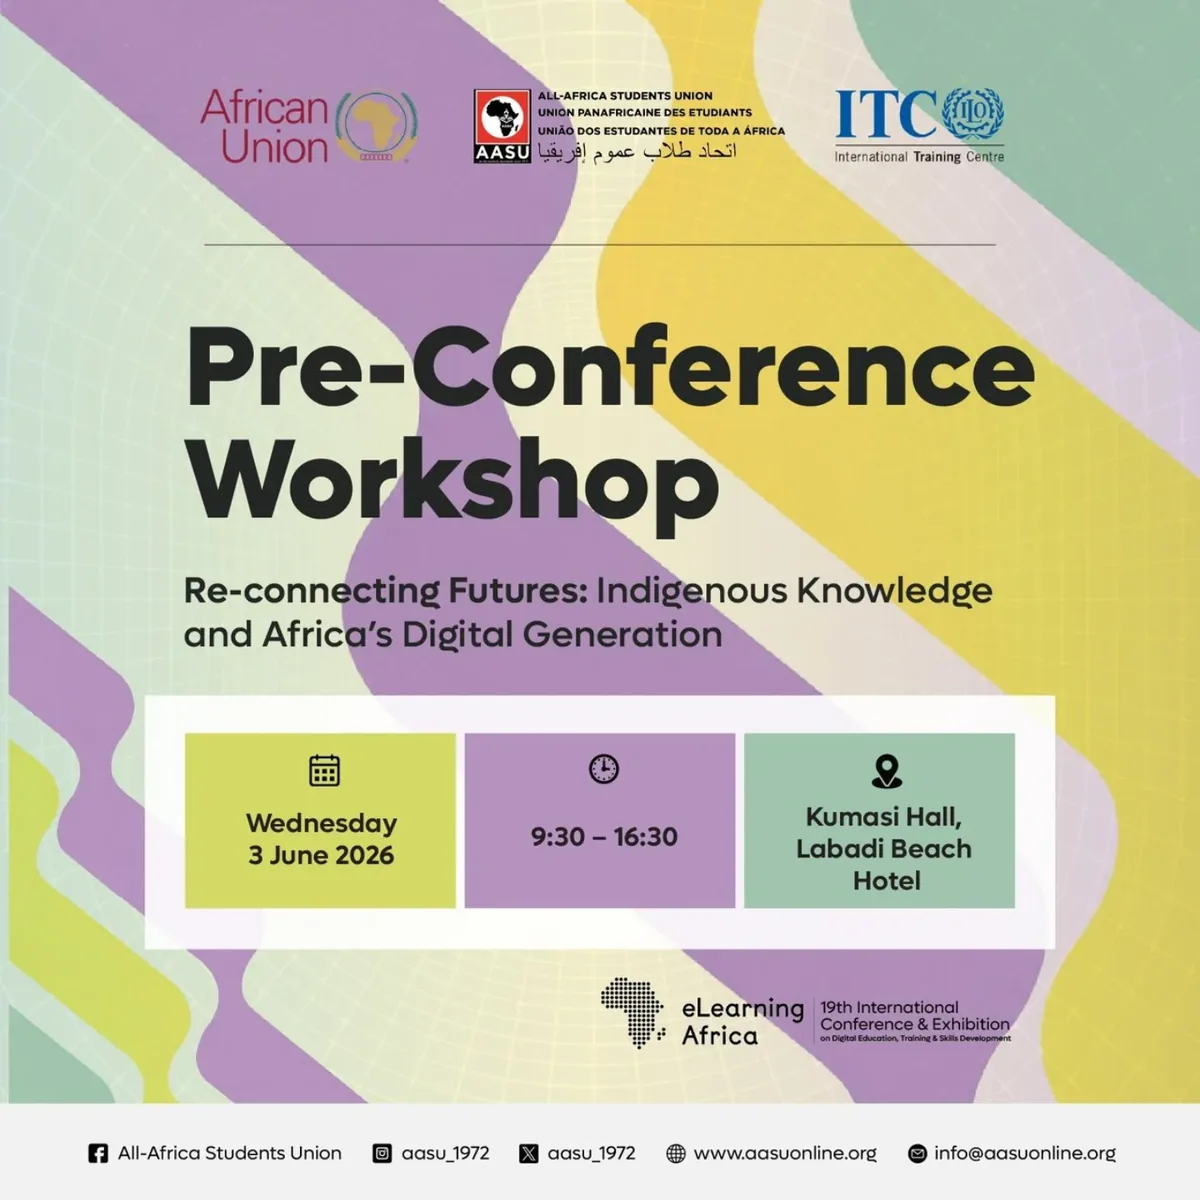 African
Union
AASU
ALL-AFRICA STUDENTS UNION
UNION PANAFRICAINE DES ETUDIANTS
UNIÃO DOS ESTUDANTES DE TODA A ÁFRICA
اتحاد طلاب عموم إفريقيا
ITC ILO
International Training Centre
Pre-Conference
Workshop
Re-connecting Futures: Indigenous Knowledge
and Africa's Digital Generation
Wednesday
3 June 2026
9:30 – 16:30
Kumasi Hall,
Labadi Beach
Hotel
eLearning
Africa
19th International
Conference & Exhibition
on Digital Education, Training & Skills Development
All-Africa Students Union
aasu_1972
aasu_1972
www.aasuonline.org
info@aasuonline.org